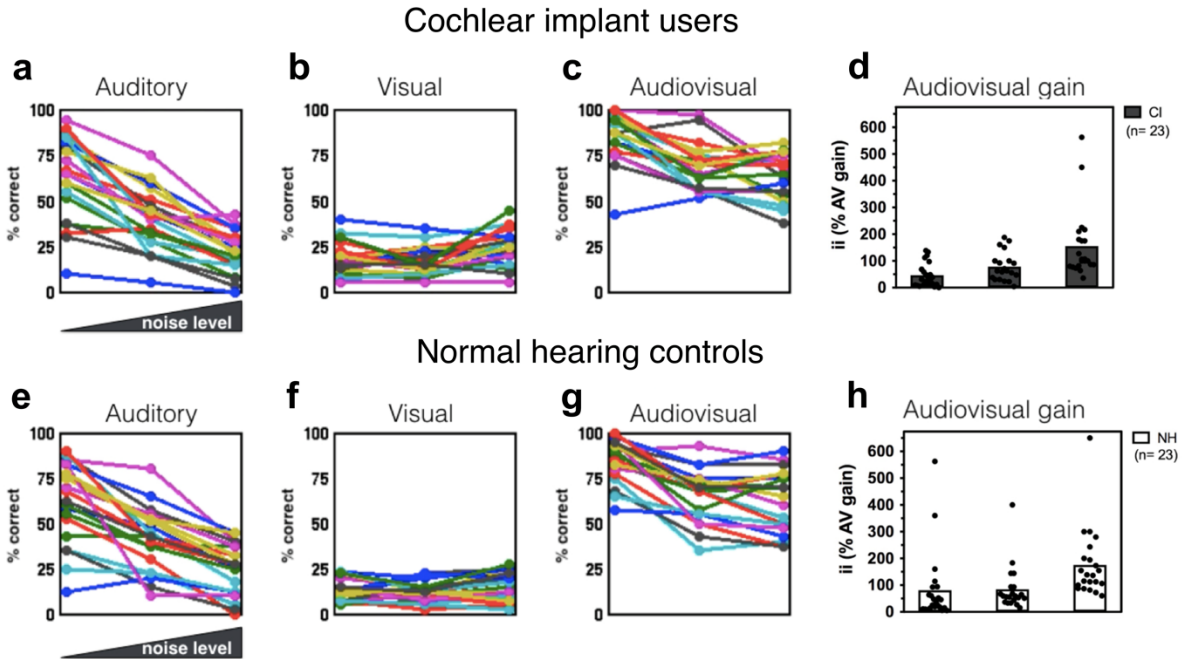 Cochlear implant users
a
Auditory
b
Visual
c
Audiovisual
d
Audiovisual gain
% correct
100
75
50
25
0
% correct
100
75
50
25
0
% correct
100
75
50
25
0
ii (% AV gain)
600
500
400
300
200
100
0
CI
(n= 23)
noise level
Normal hearing controls
e
Auditory
f
Visual
g
Audiovisual
h
Audiovisual gain
% correct
100
75
50
25
0
% correct
100
75
50
25
0
% correct
100
75
50
25
0
ii (% AV gain)
600
500
400
300
200
100
0
NH
(n= 23)
noise level